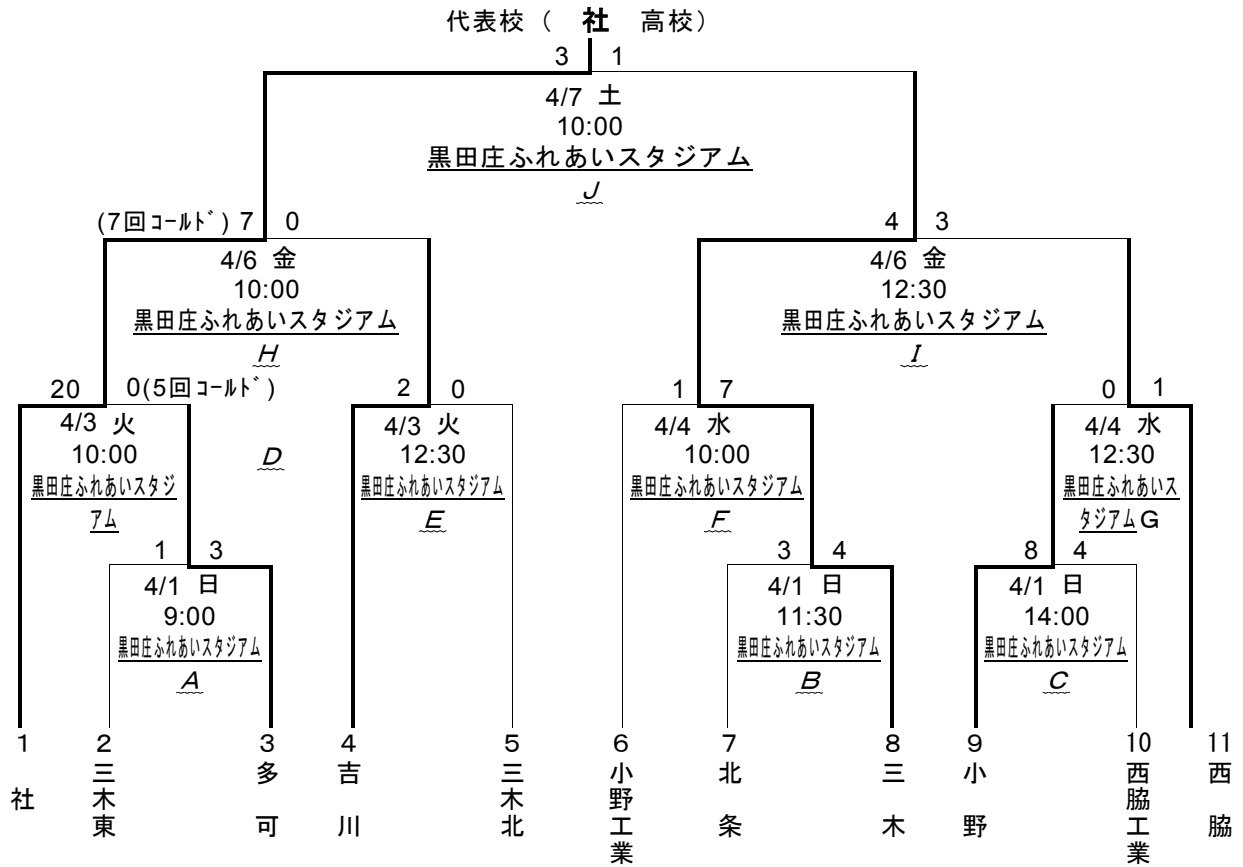 代表校（　社　高校）
3 1
4/7 土
10:00
黒田庄ふれあいスタジアム
J
(7回ｺｰﾙﾄﾞ) 7 0
4/6 金
10:00
黒田庄ふれあいスタジアム
H
4 3
4/6 金
12:30
黒田庄ふれあいスタジアム
I
20 0(5回ｺｰﾙﾄﾞ)
4/3 火
10:00
黒田庄ふれあいスタジ
アム
D
2 0
4/3 火
12:30
黒田庄ふれあいスタジアム
E
1 7
4/4 水
10:00
黒田庄ふれあいスタジアム
F
0 1
4/4 水
12:30
黒田庄ふれあいス
タジアム G
1 3
4/1 日
9:00
黒田庄ふれあいスタジアム
A
3 4
4/1 日
11:30
黒田庄ふれあいスタジアム
B
8 4
4/1 日
14:00
黒田庄ふれあいスタジアム
C
1
社
2
三木東
3
多可
4
吉川
5
三木北
6
小野工業
7
北条
8
三木
9
小野
10
西脇工業
11
西脇